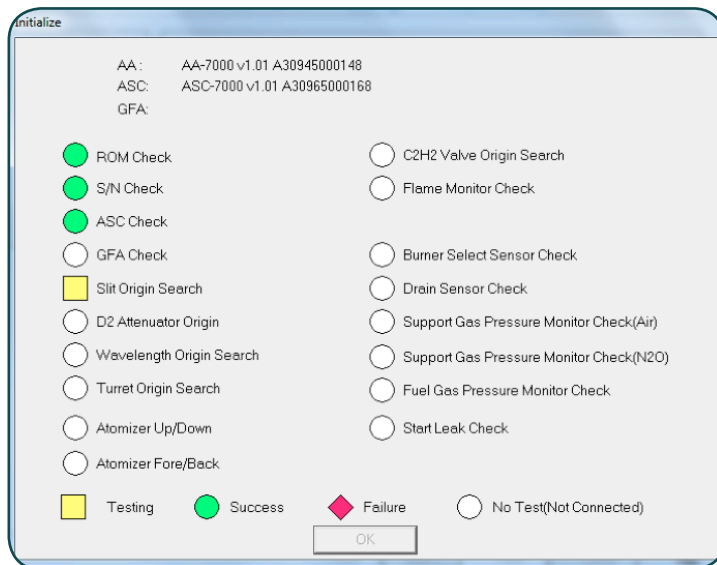 Initialize
AA : AA-7000 v1.01 A30945000148
ASC: ASC-7000 v1.01 A30965000168
GFA:
ROM Check
S/N Check
ASC Check
GFA Check
Slit Origin Search
D2 Attenuator Origin
Wavelength Origin Search
Turret Origin Search
Atomizer Up/Down
Atomizer Fore/Back
C2H2 Valve Origin Search
Flame Monitor Check
Burner Select Sensor Check
Drain Sensor Check
Support Gas Pressure Monitor Check(Air)
Support Gas Pressure Monitor Check(N2O)
Fuel Gas Pressure Monitor Check
Start Leak Check
Testing Success Failure No Test(Not Connected)
OK